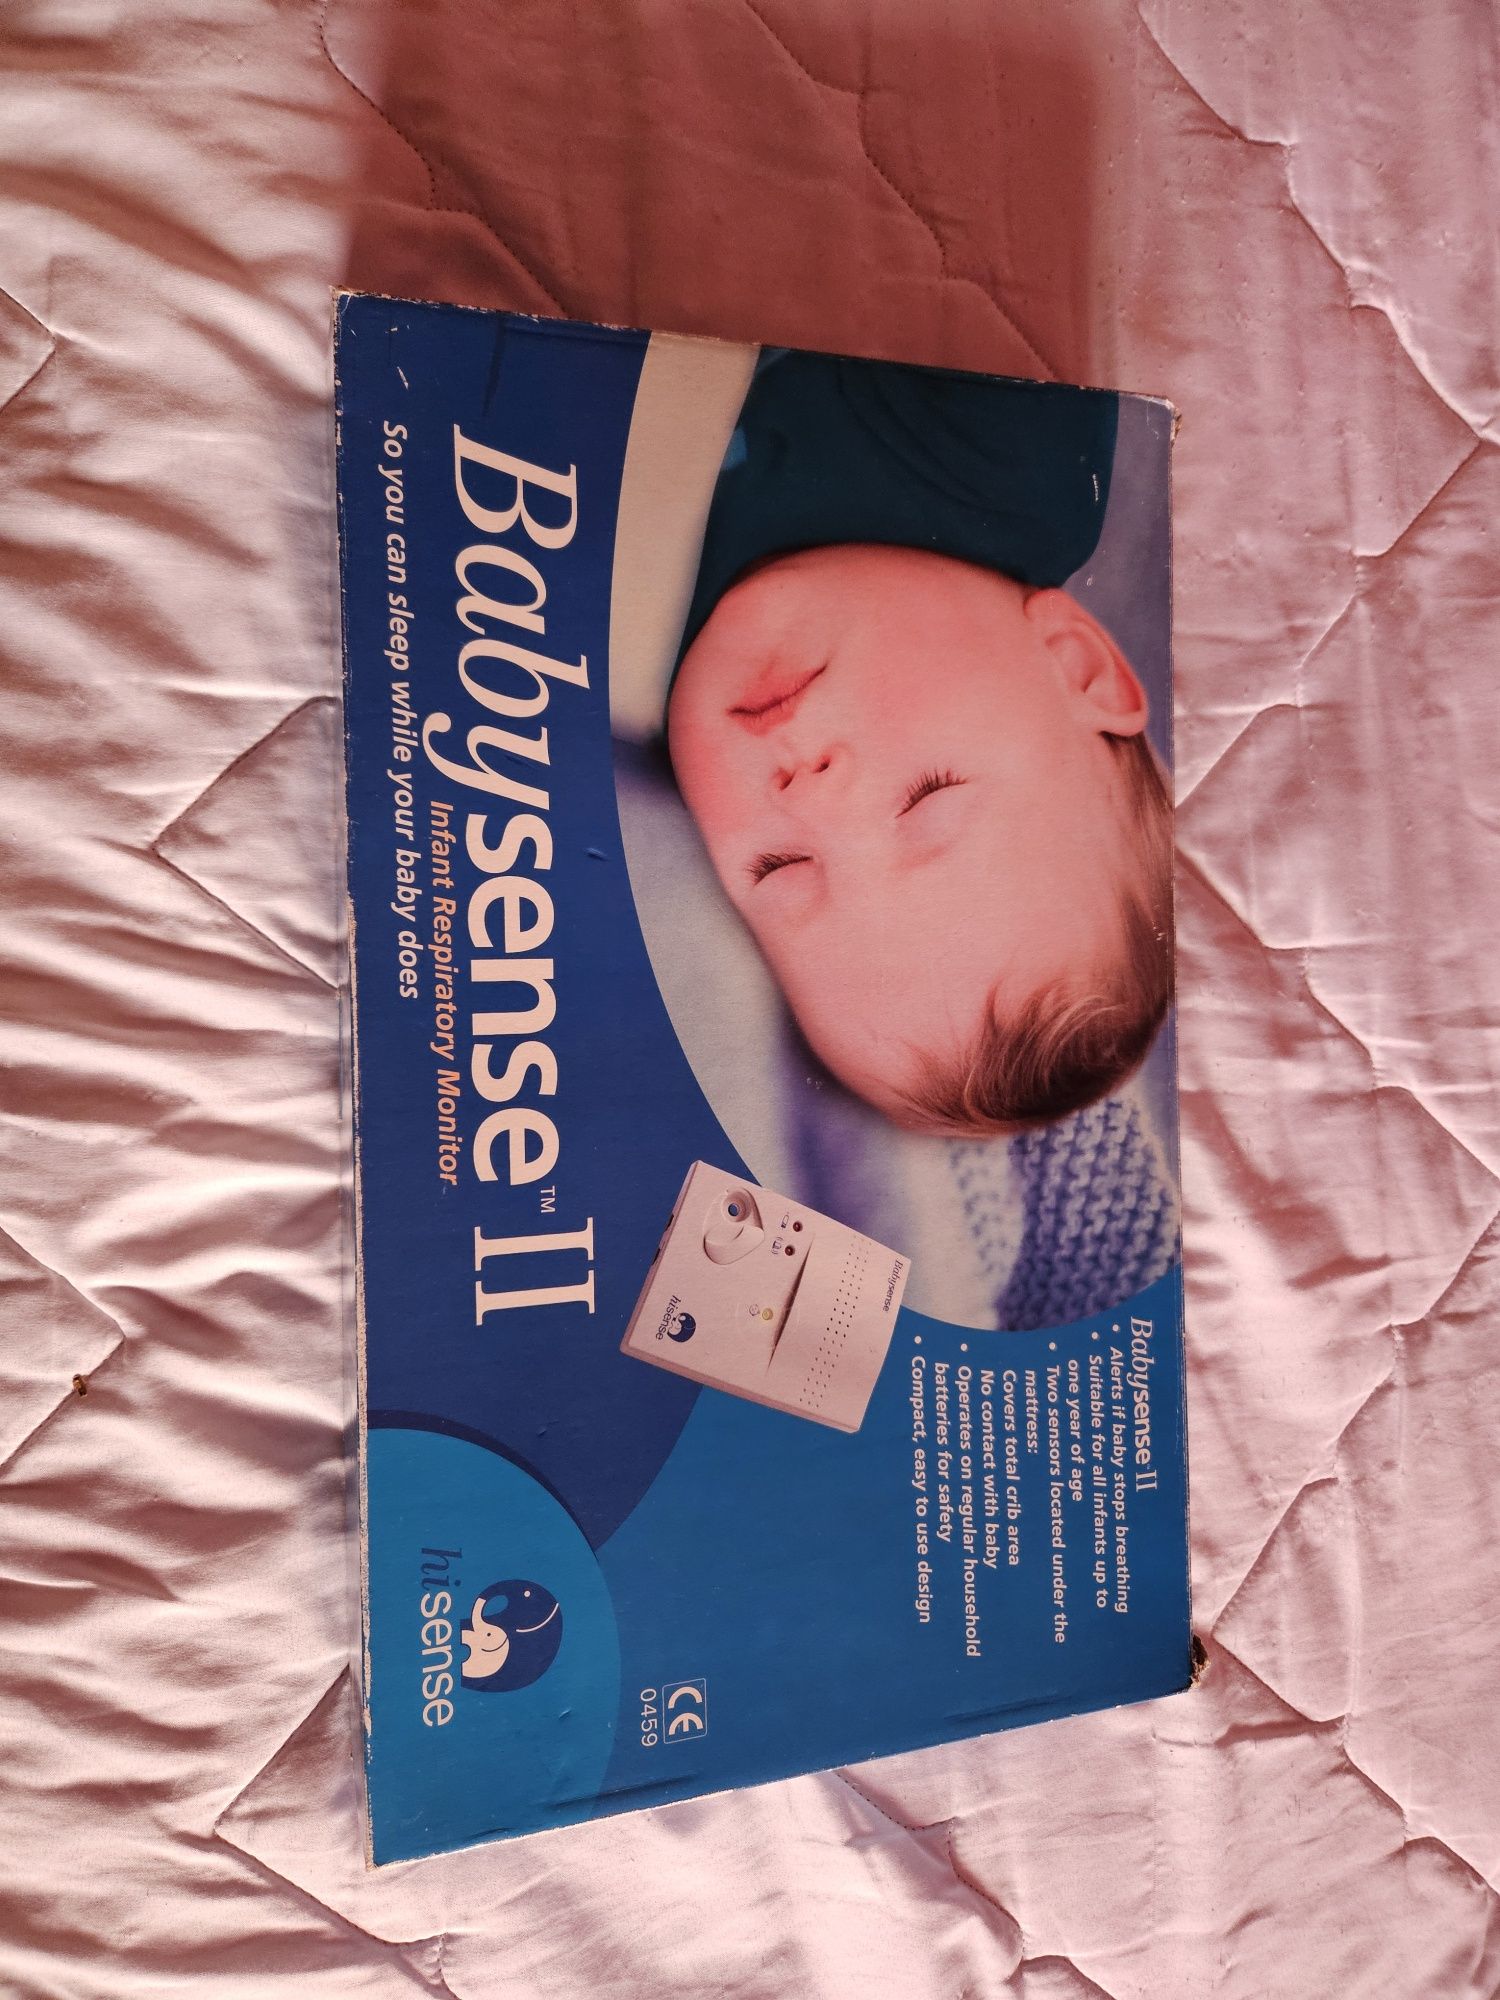 Babysense™ II
Infant Respiratory Monitor
So you can sleep while your baby does
Babysense II
• Alerts if baby stops breathing
• Suitable for all infants up to
one year of age
• Two sensors located under the
mattress:
Covers total crib area
No contact with baby
• Operates on regular household
batteries for safety
• Compact, easy to use design
Babysense
hisense
CE
0459
hisense